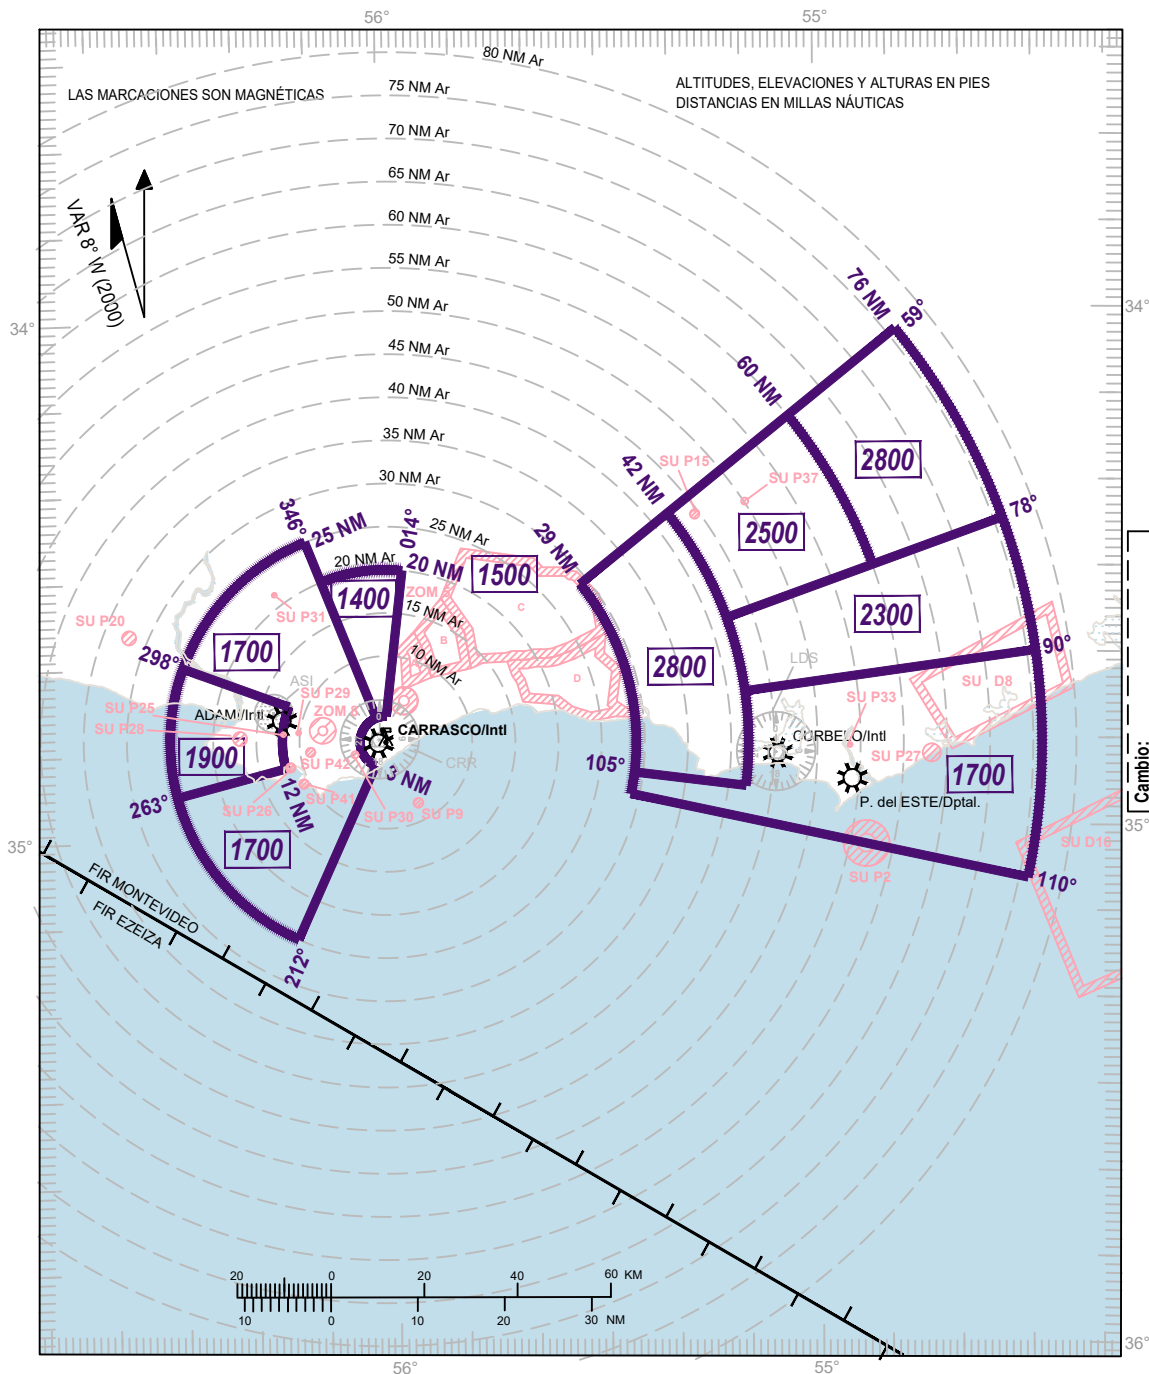 56°
55°
80 NM Ar
75 NM Ar
70 NM Ar
65 NM Ar
60 NM Ar
55 NM Ar
50 NM Ar
45 NM Ar
40 NM Ar
35 NM Ar
30 NM Ar
25 NM Ar
20 NM Ar
15 NM Ar
10 NM Ar
LAS MARCACIONES SON MAGNÉTICAS
ALTITUDES, ELEVACIONES Y ALTURAS EN PIES
DISTANCIAS EN MILLAS NÁUTICAS
VAR 8° W (2000)
34°
34°
76 NM
59°
60 NM
2800
42 NM
SU P15
SU P37
2500
78°
29 NM
346°
25 NM
014°
20 NM
1500
1400
ZOM
C
B
D
SU P31
SU P20
1700
298°
2300
2800
90°
LDS
SU D8
ASI
SU P29
SU P25
ADAMI/Intl
ZOM
SU P28
CARRASCO/Intl
CRR
SU P33
CURBELO/Intl
SU P27
1900
SU P42
3 NM
105°
1700
263°
12 NM
SU P26
SU P41
SU P30
SU P9
P. del ESTE/Dptal.
Cambio:
35°
35°
1700
SU D16
SU P2
110°
212°
FIR MONTEVIDEO
FIR EZEIZA
20
0
20
40
60 KM
10
0
10
20
30 NM
36°
56°
55°